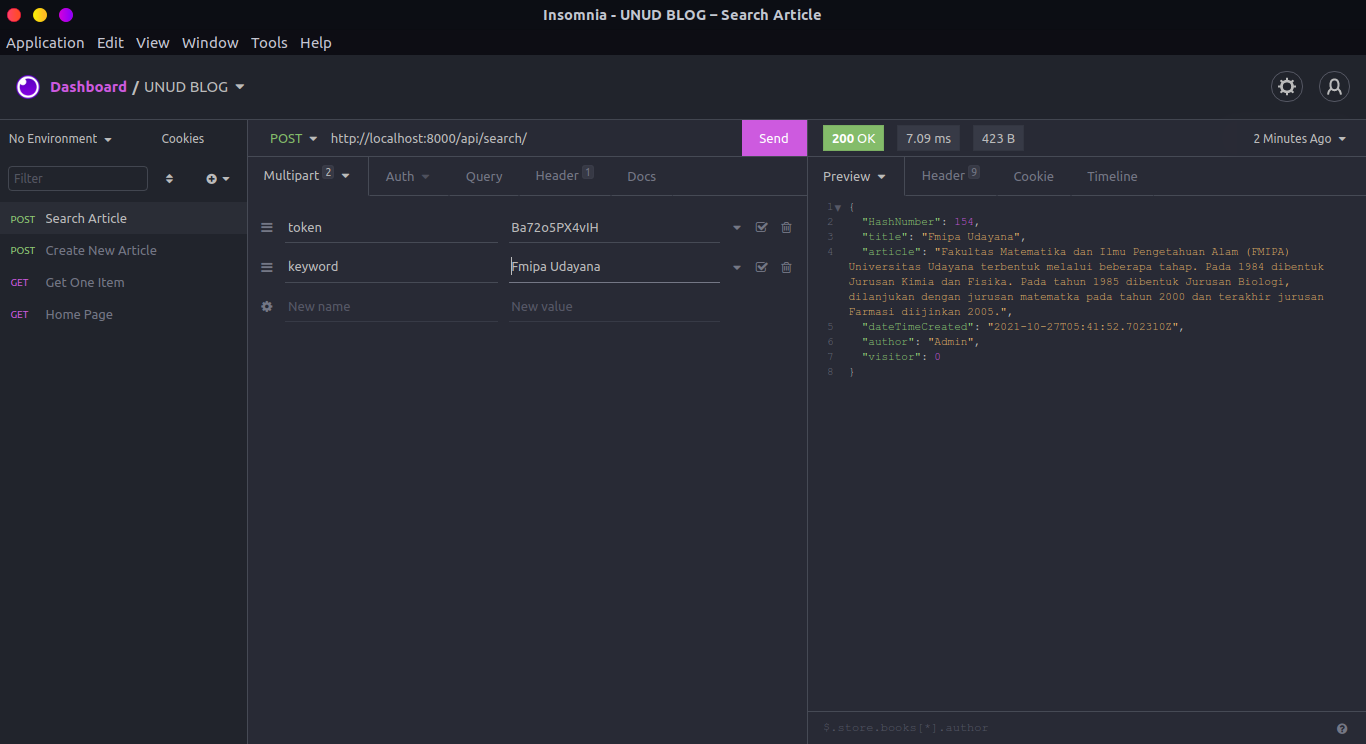 Insomnia - UNUD BLOG – Search Article
Application Edit View Window Tools Help
Dashboard / UNUD BLOG
No Environment Cookies
Filter
POST Search Article
POST Create New Article
GET Get One Item
GET Home Page
POST http://localhost:8000/api/search/ Send
Multipart 2 Auth Query Header 1 Docs
token Ba72o5PX4vIH
keyword Fmipa Udayana
New name New value
200 OK 7.09 ms 423 B 2 Minutes Ago
Preview Header 9 Cookie Timeline
1 {
2 "HashNumber": 154,
3 "title": "Fmipa Udayana",
4 "article": "Fakultas Matematika dan Ilmu Pengetahuan Alam (FMIPA)
Universitas Udayana terbentuk melalui beberapa tahap. Pada 1984 dibentuk
Jurusan Kimia dan Fisika. Pada tahun 1985 dibentuk Jurusan Biologi,
dilanjukan dengan jurusan matematka pada tahun 2000 dan terakhir jurusan
Farmasi diijinkan 2005.",
5 "dateTimeCreated": "2021-10-27T05:41:52.702310Z",
6 "author": "Admin",
7 "visitor": 0
8 }
$.store.books[*].author